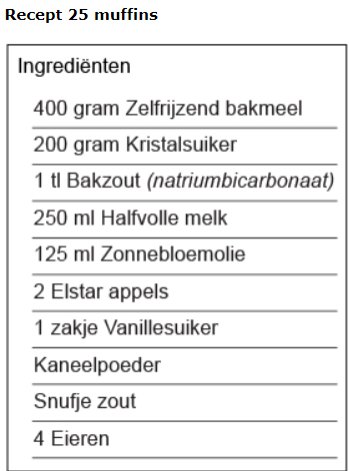 Recept 25 muffins
Ingrediënten
400 gram Zelfrijzend bakmeel
200 gram Kristalsuiker
1 tl Bakzout (natriumbicarbonaat)
250 ml Halfvolle melk
125 ml Zonnebloemolie
2 Elstar appels
1 zakje Vanillesuiker
Kaneelpoeder
Snufje zout
4 Eieren